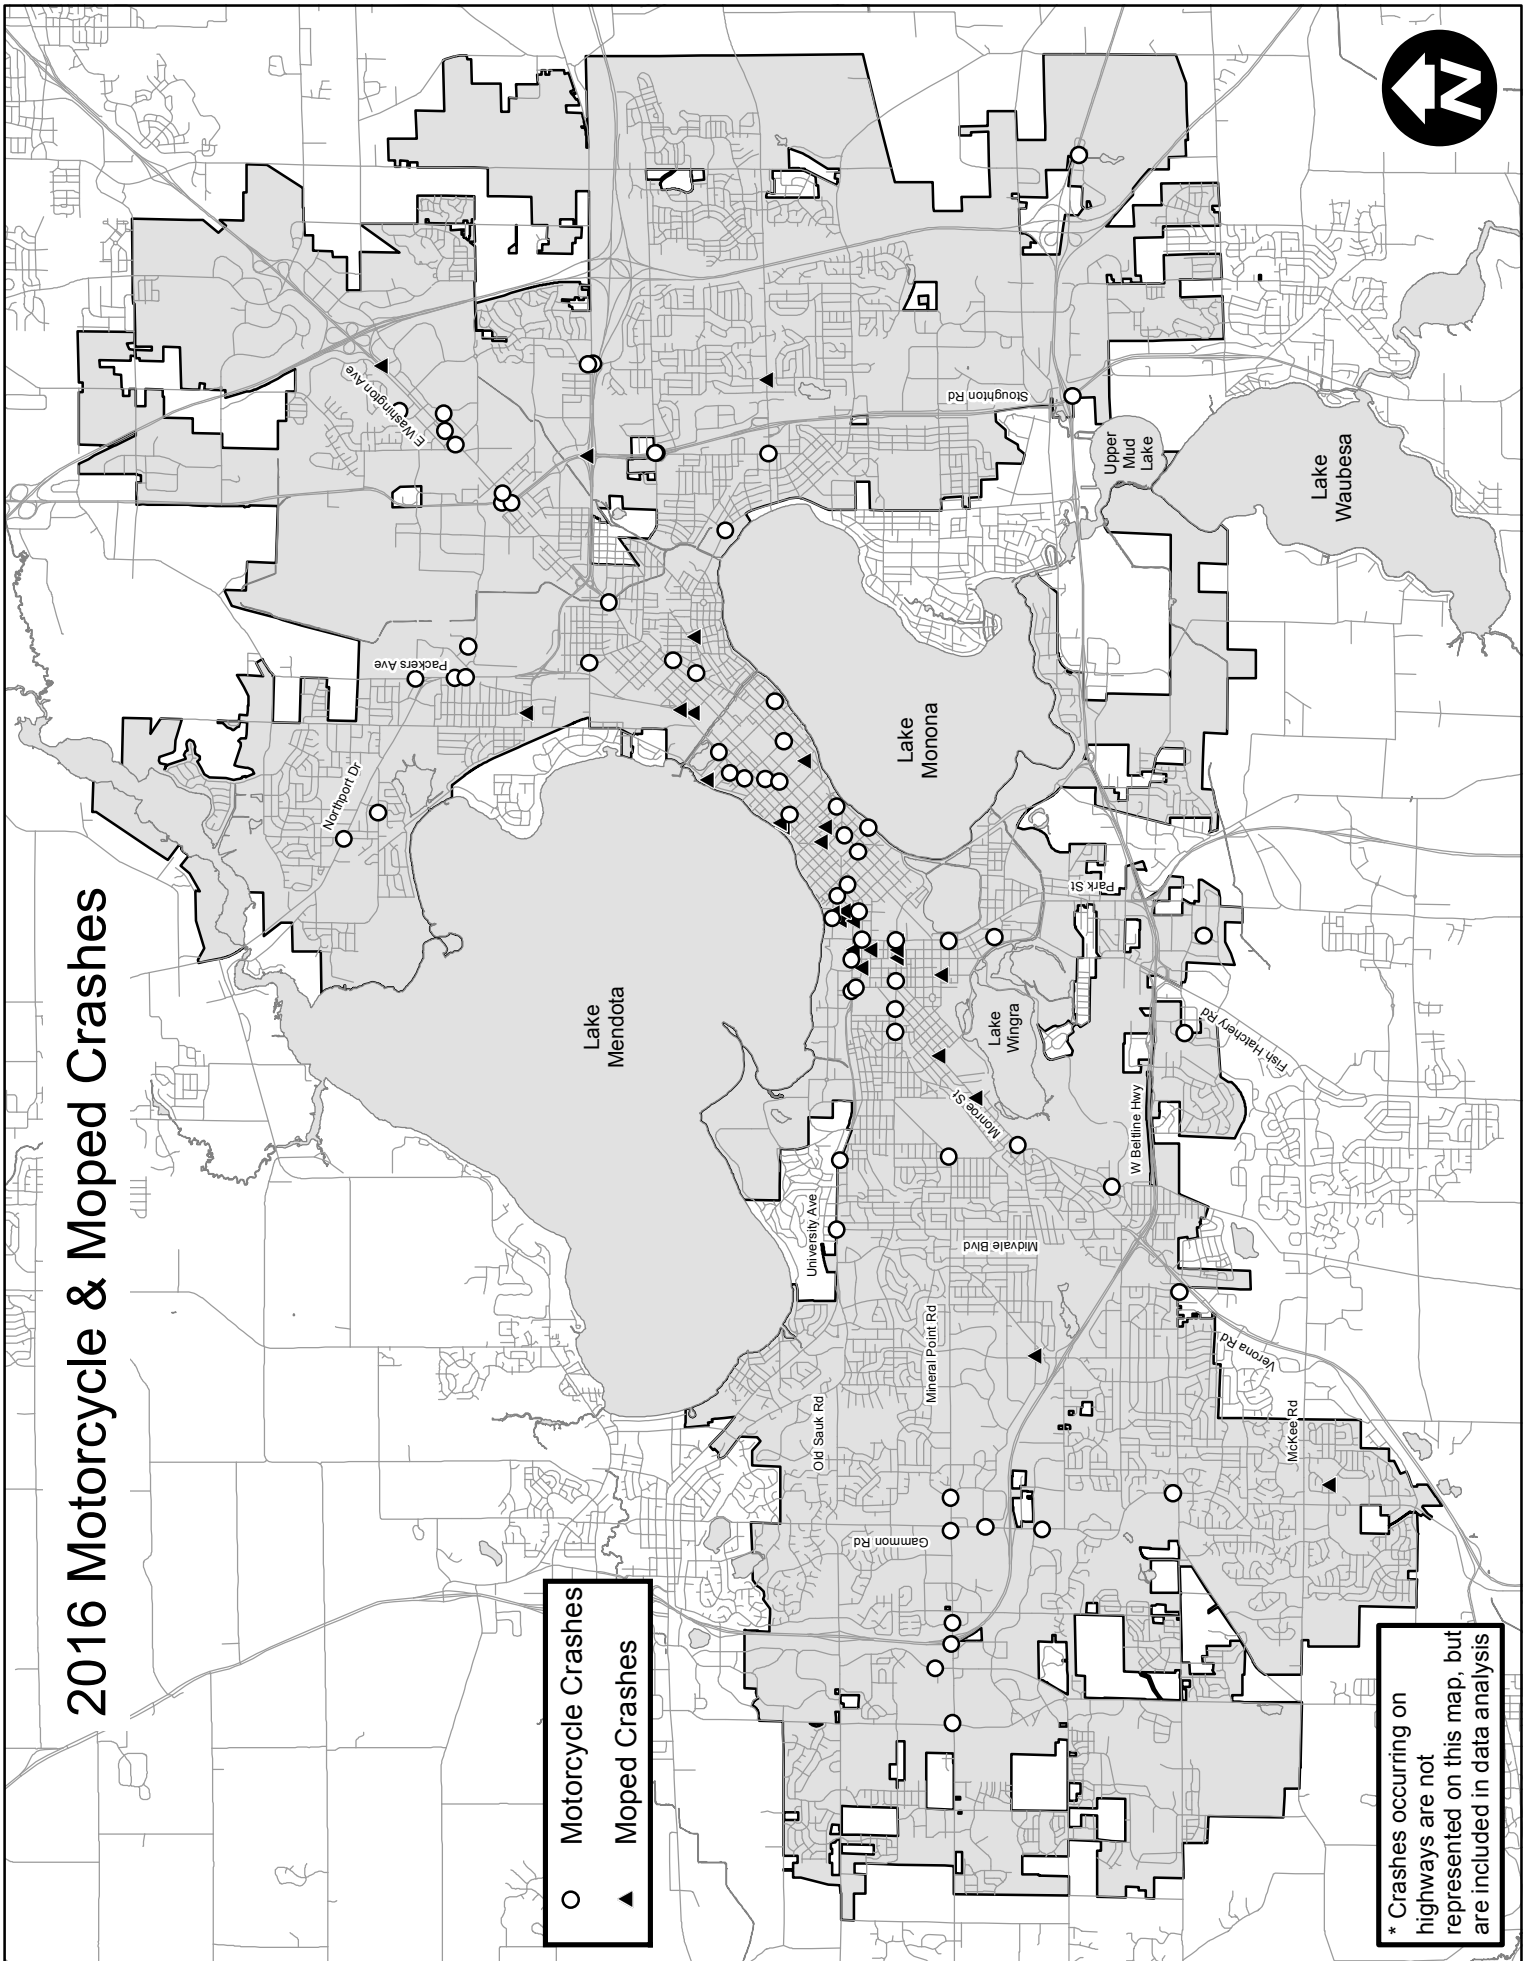 2016 Motorcycle & Moped Crashes
Northport Dr
Packers Ave
E Washington Ave
Stoughton Rd
Lake
Mendota
Lake
Monona
Upper
Mud
Lake
Lake
Waubesa
Lake
Wingra
University Ave
Monroe St
Park St
Fish Hatchery Rd
W Beltline Hwy
Midvale Blvd
Mineral Point Rd
Old Sauk Rd
Gammon Rd
Verona Rd
McKee Rd
Motorcycle Crashes
Moped Crashes
* Crashes occurring on
highways are not
represented on this map, but
are included in data analysis
N